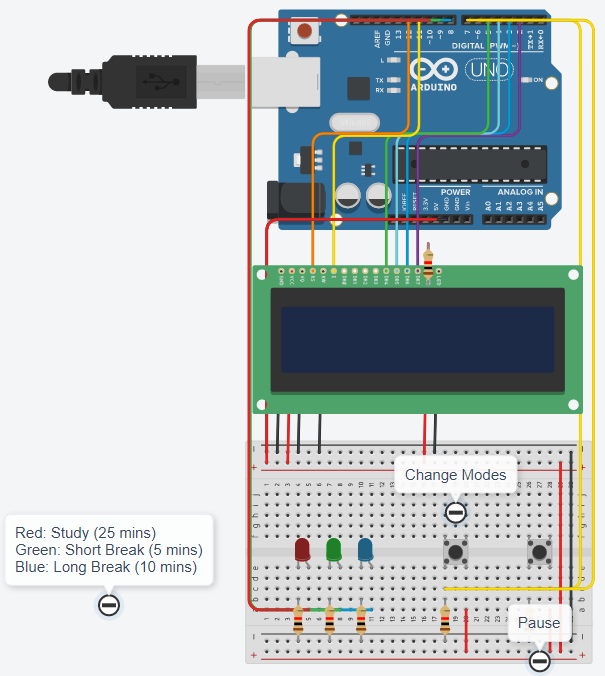 AREF
GND
13
12
~11
~10
~9
8
7
~6
~5
4
~3
2
TX→1
RX←0
DIGITAL (PWM~)
L
TX
RX
UNO
ARDUINO
ON
POWER
ANALOG IN
IOREF
RESET
3.3V
5V
GND
GND
Vin
A0
A1
A2
A3
A4
A5
Change Modes
Red: Study (25 mins)
Green: Short Break (5 mins)
Blue: Long Break (10 mins)
Pause